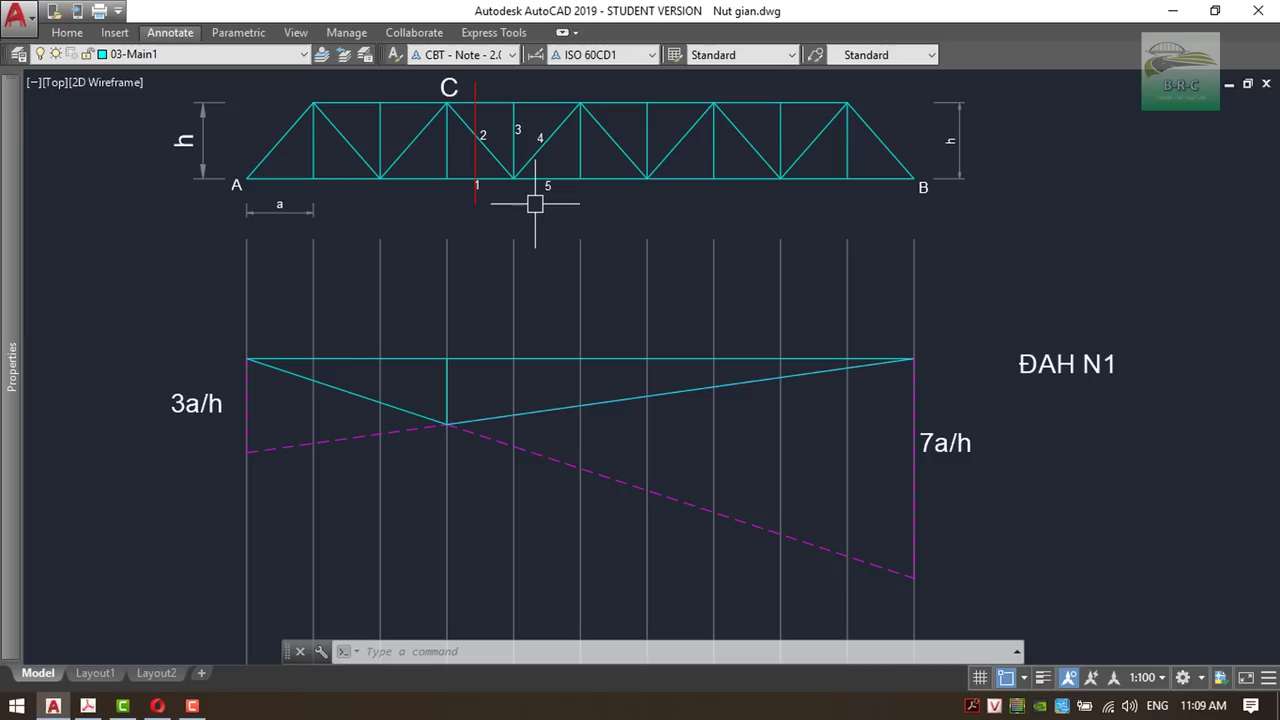 Autodesk AutoCAD 2019 - STUDENT VERSION Nut gian.dwg
Home Insert Annotate Parametric View Manage Collaborate Express Tools
03-Main1 CBT - Note - 2.0 ISO 60CD1 Standard Standard
[−][Top][2D Wireframe]
B-R-C
C
h 2 3 4 h
A 1 5 B
a
ĐAH N1
3a/h
7a/h
Properties
Type a command
Model Layout1 Layout2 + 1:100
ENG 11:09 AM